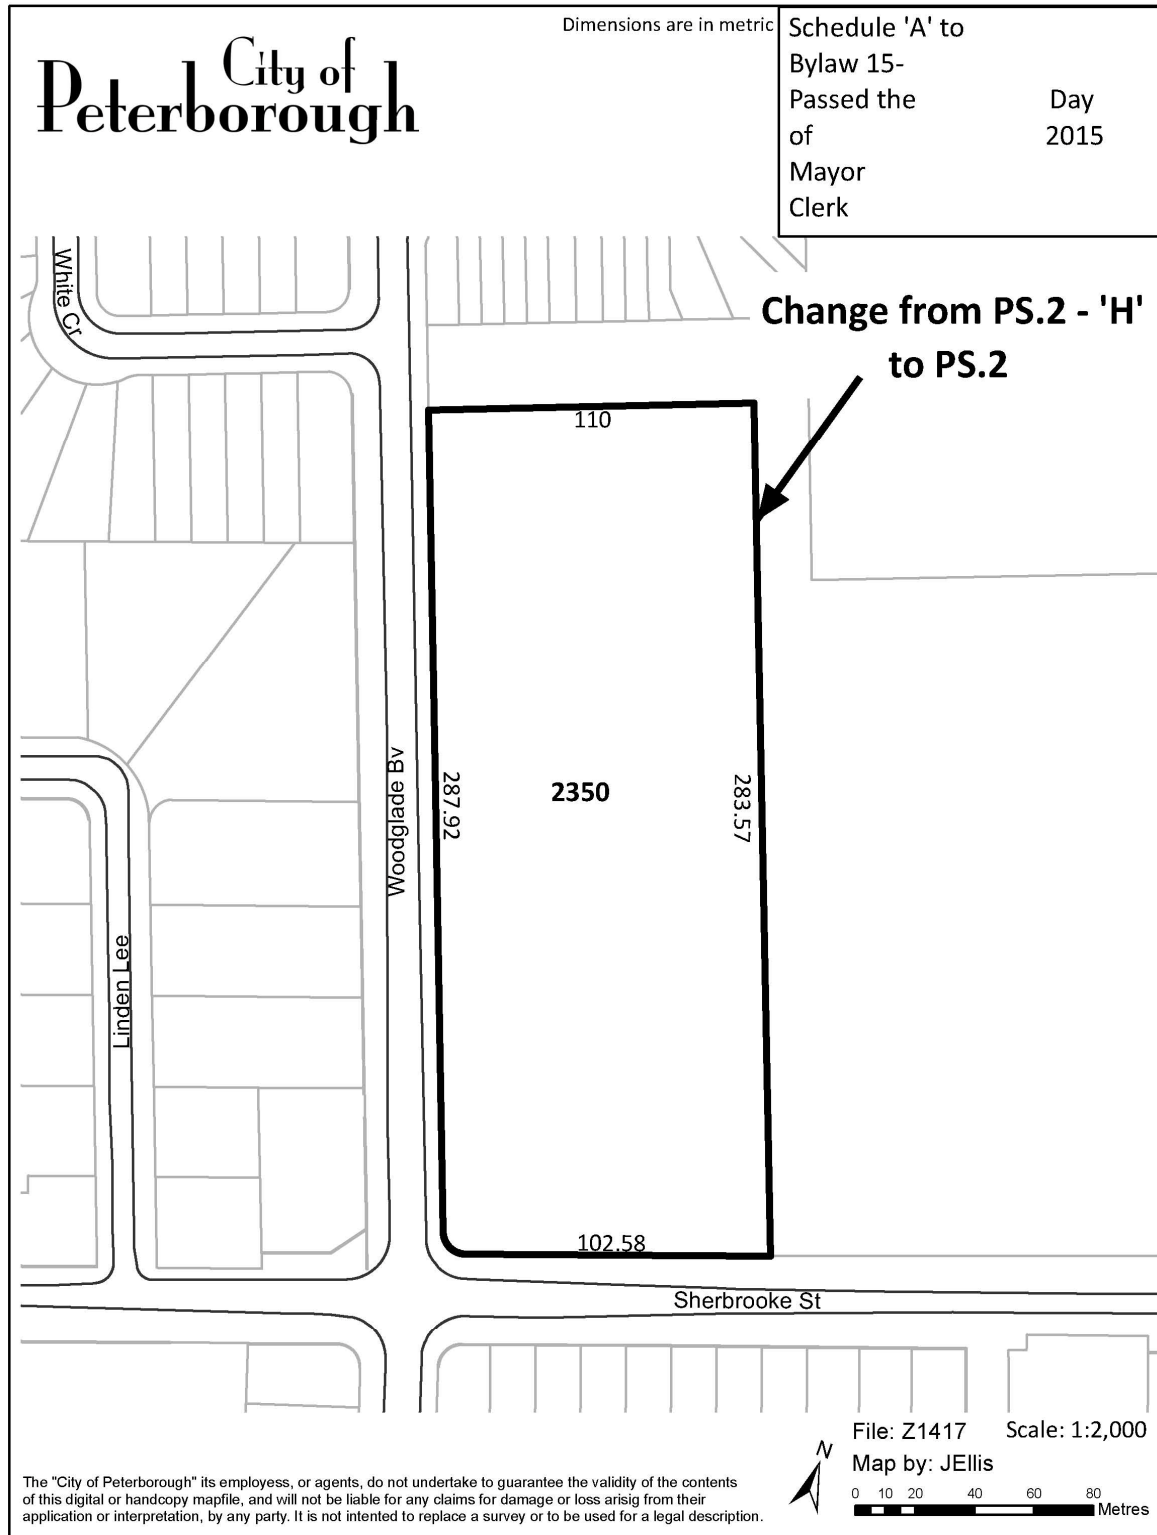 City of
Peterborough
Dimensions are in metric
Schedule 'A' to
Bylaw 15-
Passed the Day
of 2015
Mayor
Clerk
White Cr
Change from PS.2 - 'H'
to PS.2
110
Woodglade Bv
287.92
2350
283.57
Linden Lee
102.58
Sherbrooke St
N
File: Z1417 Scale: 1:2,000
Map by: JEllis
0 10 20 40 60 80
Metres
The "City of Peterborough" its employess, or agents, do not undertake to guarantee the validity of the contents
of this digital or handcopy mapfile, and will not be liable for any claims for damage or loss arisig from their
application or interpretation, by any party. It is not intended to replace a survey or to be used for a legal description.